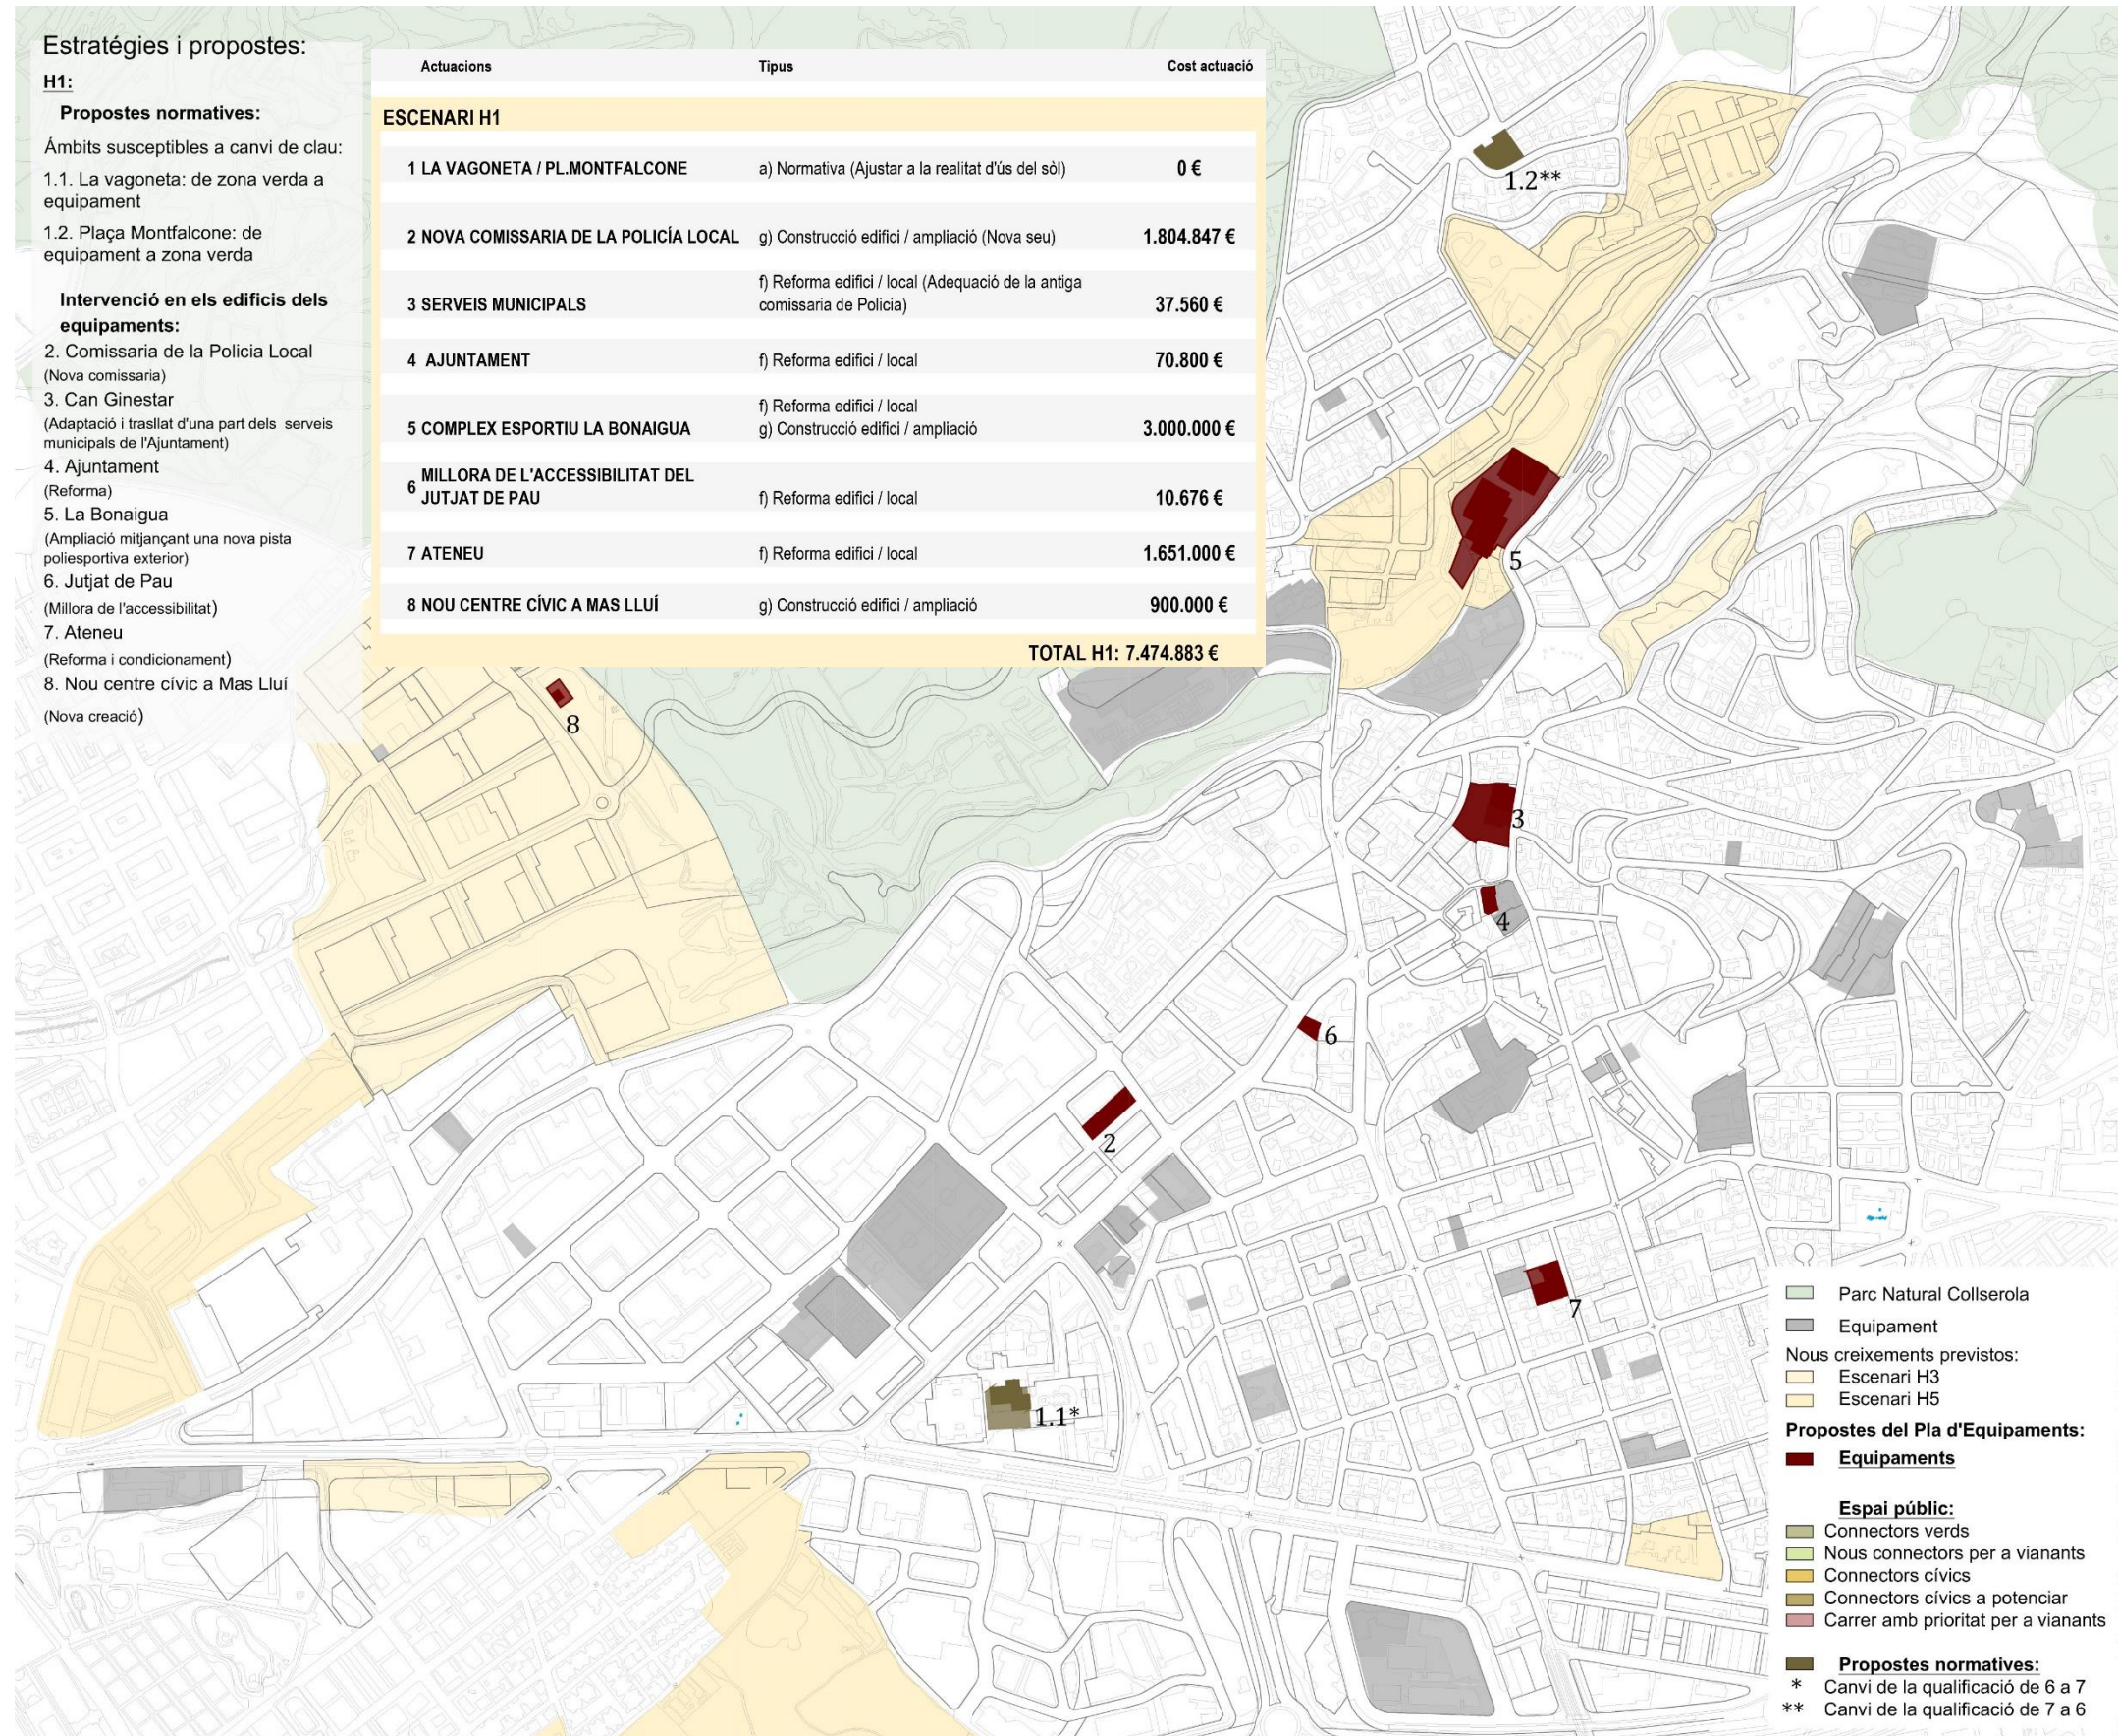 Estratégies i propostes:
H1:
Propostes normatives:
Ámbits susceptibles a canvi de clau:
1.1. La vagoneta: de zona verda a
equipament
1.2. Plaça Montfalcone: de
equipament a zona verda
Intervenció en els edificis dels
equipaments:
2. Comissaria de la Policia Local
(Nova comissaria)
3. Can Ginestar
(Adaptació i trasllat d'una part dels serveis
municipals de l'Ajuntament)
4. Ajuntament
(Reforma)
5. La Bonaigua
(Ampliació mitjançant una nova pista
poliesportiva exterior)
6. Jutjat de Pau
(Millora de l'accessibilitat)
7. Ateneu
(Reforma i condicionament)
8. Nou centre cívic a Mas Lluí
(Nova creació)
Actuacions Tipus Cost actuació
ESCENARI H1
1 LA VAGONETA / PL.MONTFALCONE a) Normativa (Ajustar a la realitat d'ús del sòl) 0 €
2 NOVA COMISSARIA DE LA POLICÍA LOCAL g) Construcció edifici / ampliació (Nova seu) 1.804.847 €
f) Reforma edifici / local (Adequació de la antiga
3 SERVEIS MUNICIPALS comissaria de Policia) 37.560 €
4 AJUNTAMENT f) Reforma edifici / local 70.800 €
f) Reforma edifici / local
5 COMPLEX ESPORTIU LA BONAIGUA g) Construcció edifici / ampliació 3.000.000 €
6 MILLORA DE L'ACCESSIBILITAT DEL
JUTJAT DE PAU f) Reforma edifici / local 10.676 €
7 ATENEU f) Reforma edifici / local 1.651.000 €
8 NOU CENTRE CÍVIC A MAS LLUÍ g) Construcció edifici / ampliació 900.000 €
TOTAL H1: 7.474.883 €
1.2**
5
8
3
4
6
2
7
1.1*
Parc Natural Collserola
Equipament
Nous creixements previstos:
Escenari H3
Escenari H5
Propostes del Pla d'Equipaments:
Equipaments
Espai públic:
Connectors verds
Nous connectors per a vianants
Connectors cívics
Connectors cívics a potenciar
Carrer amb prioritat per a vianants
Propostes normatives:
* Canvi de la qualificació de 6 a 7
** Canvi de la qualificació de 7 a 6